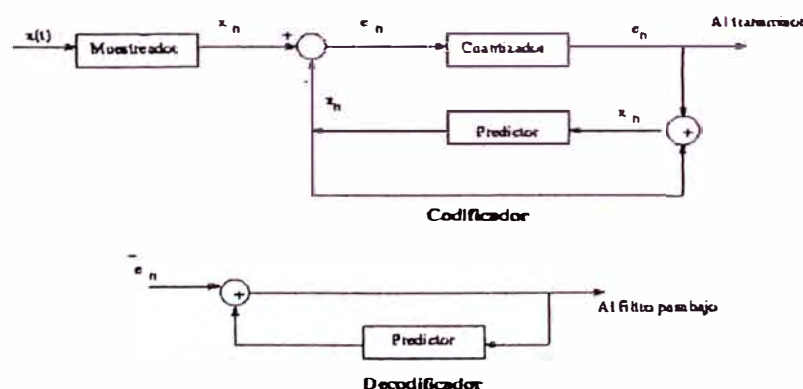 x(t)
Muestreador
x n
+
e n
Cuantizador
e n
Al transmisor
-
x n
Predictor
x n
+
Codificador
e n
+
Al filtro pasabajo
Predictor
Decodificador